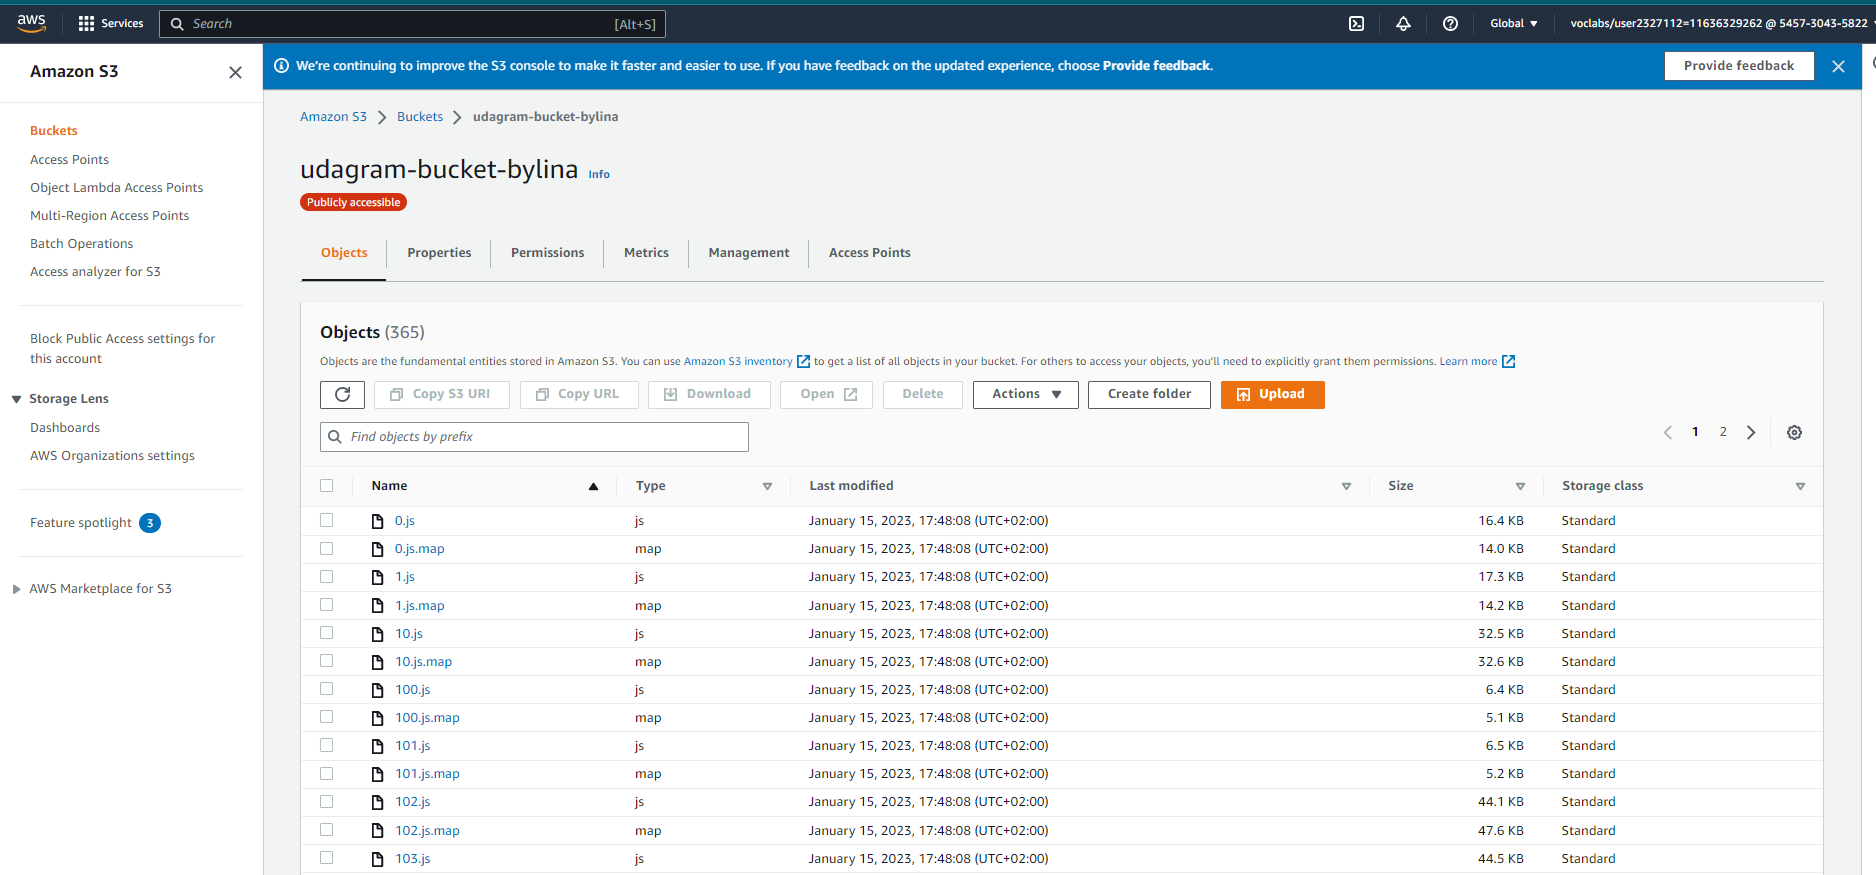 aws Services Search [Alt+S] Global voclabs/user2327112=11636329262 @ 5457-3043-5822
Amazon S3
Buckets
Access Points
Object Lambda Access Points
Multi-Region Access Points
Batch Operations
Access analyzer for S3
Block Public Access settings for
this account
Storage Lens
Dashboards
AWS Organizations settings
Feature spotlight 3
AWS Marketplace for S3
We're continuing to improve the S3 console to make it faster and easier to use. If you have feedback on the updated experience, choose Provide feedback. Provide feedback
Amazon S3 Buckets udagram-bucket-bylina
udagram-bucket-bylina Info
Publicly accessible
Objects Properties Permissions Metrics Management Access Points
Objects (365)
Objects are the fundamental entities stored in Amazon S3. You can use Amazon S3 inventory to get a list of all objects in your bucket. For others to access your objects, you'll need to explicitly grant them permissions. Learn more
Copy S3 URI Copy URL Download Open Delete Actions Create folder Upload
Find objects by prefix 1 2
Name Type Last modified Size Storage class
0.js js January 15, 2023, 17:48:08 (UTC+02:00) 16.4 KB Standard
0.js.map map January 15, 2023, 17:48:08 (UTC+02:00) 14.0 KB Standard
1.js js January 15, 2023, 17:48:08 (UTC+02:00) 17.3 KB Standard
1.js.map map January 15, 2023, 17:48:08 (UTC+02:00) 14.2 KB Standard
10.js js January 15, 2023, 17:48:08 (UTC+02:00) 32.5 KB Standard
10.js.map map January 15, 2023, 17:48:08 (UTC+02:00) 32.6 KB Standard
100.js js January 15, 2023, 17:48:08 (UTC+02:00) 6.4 KB Standard
100.js.map map January 15, 2023, 17:48:08 (UTC+02:00) 5.1 KB Standard
101.js js January 15, 2023, 17:48:08 (UTC+02:00) 6.5 KB Standard
101.js.map map January 15, 2023, 17:48:08 (UTC+02:00) 5.2 KB Standard
102.js js January 15, 2023, 17:48:08 (UTC+02:00) 44.1 KB Standard
102.js.map map January 15, 2023, 17:48:08 (UTC+02:00) 47.6 KB Standard
103.js js January 15, 2023, 17:48:08 (UTC+02:00) 44.5 KB Standard